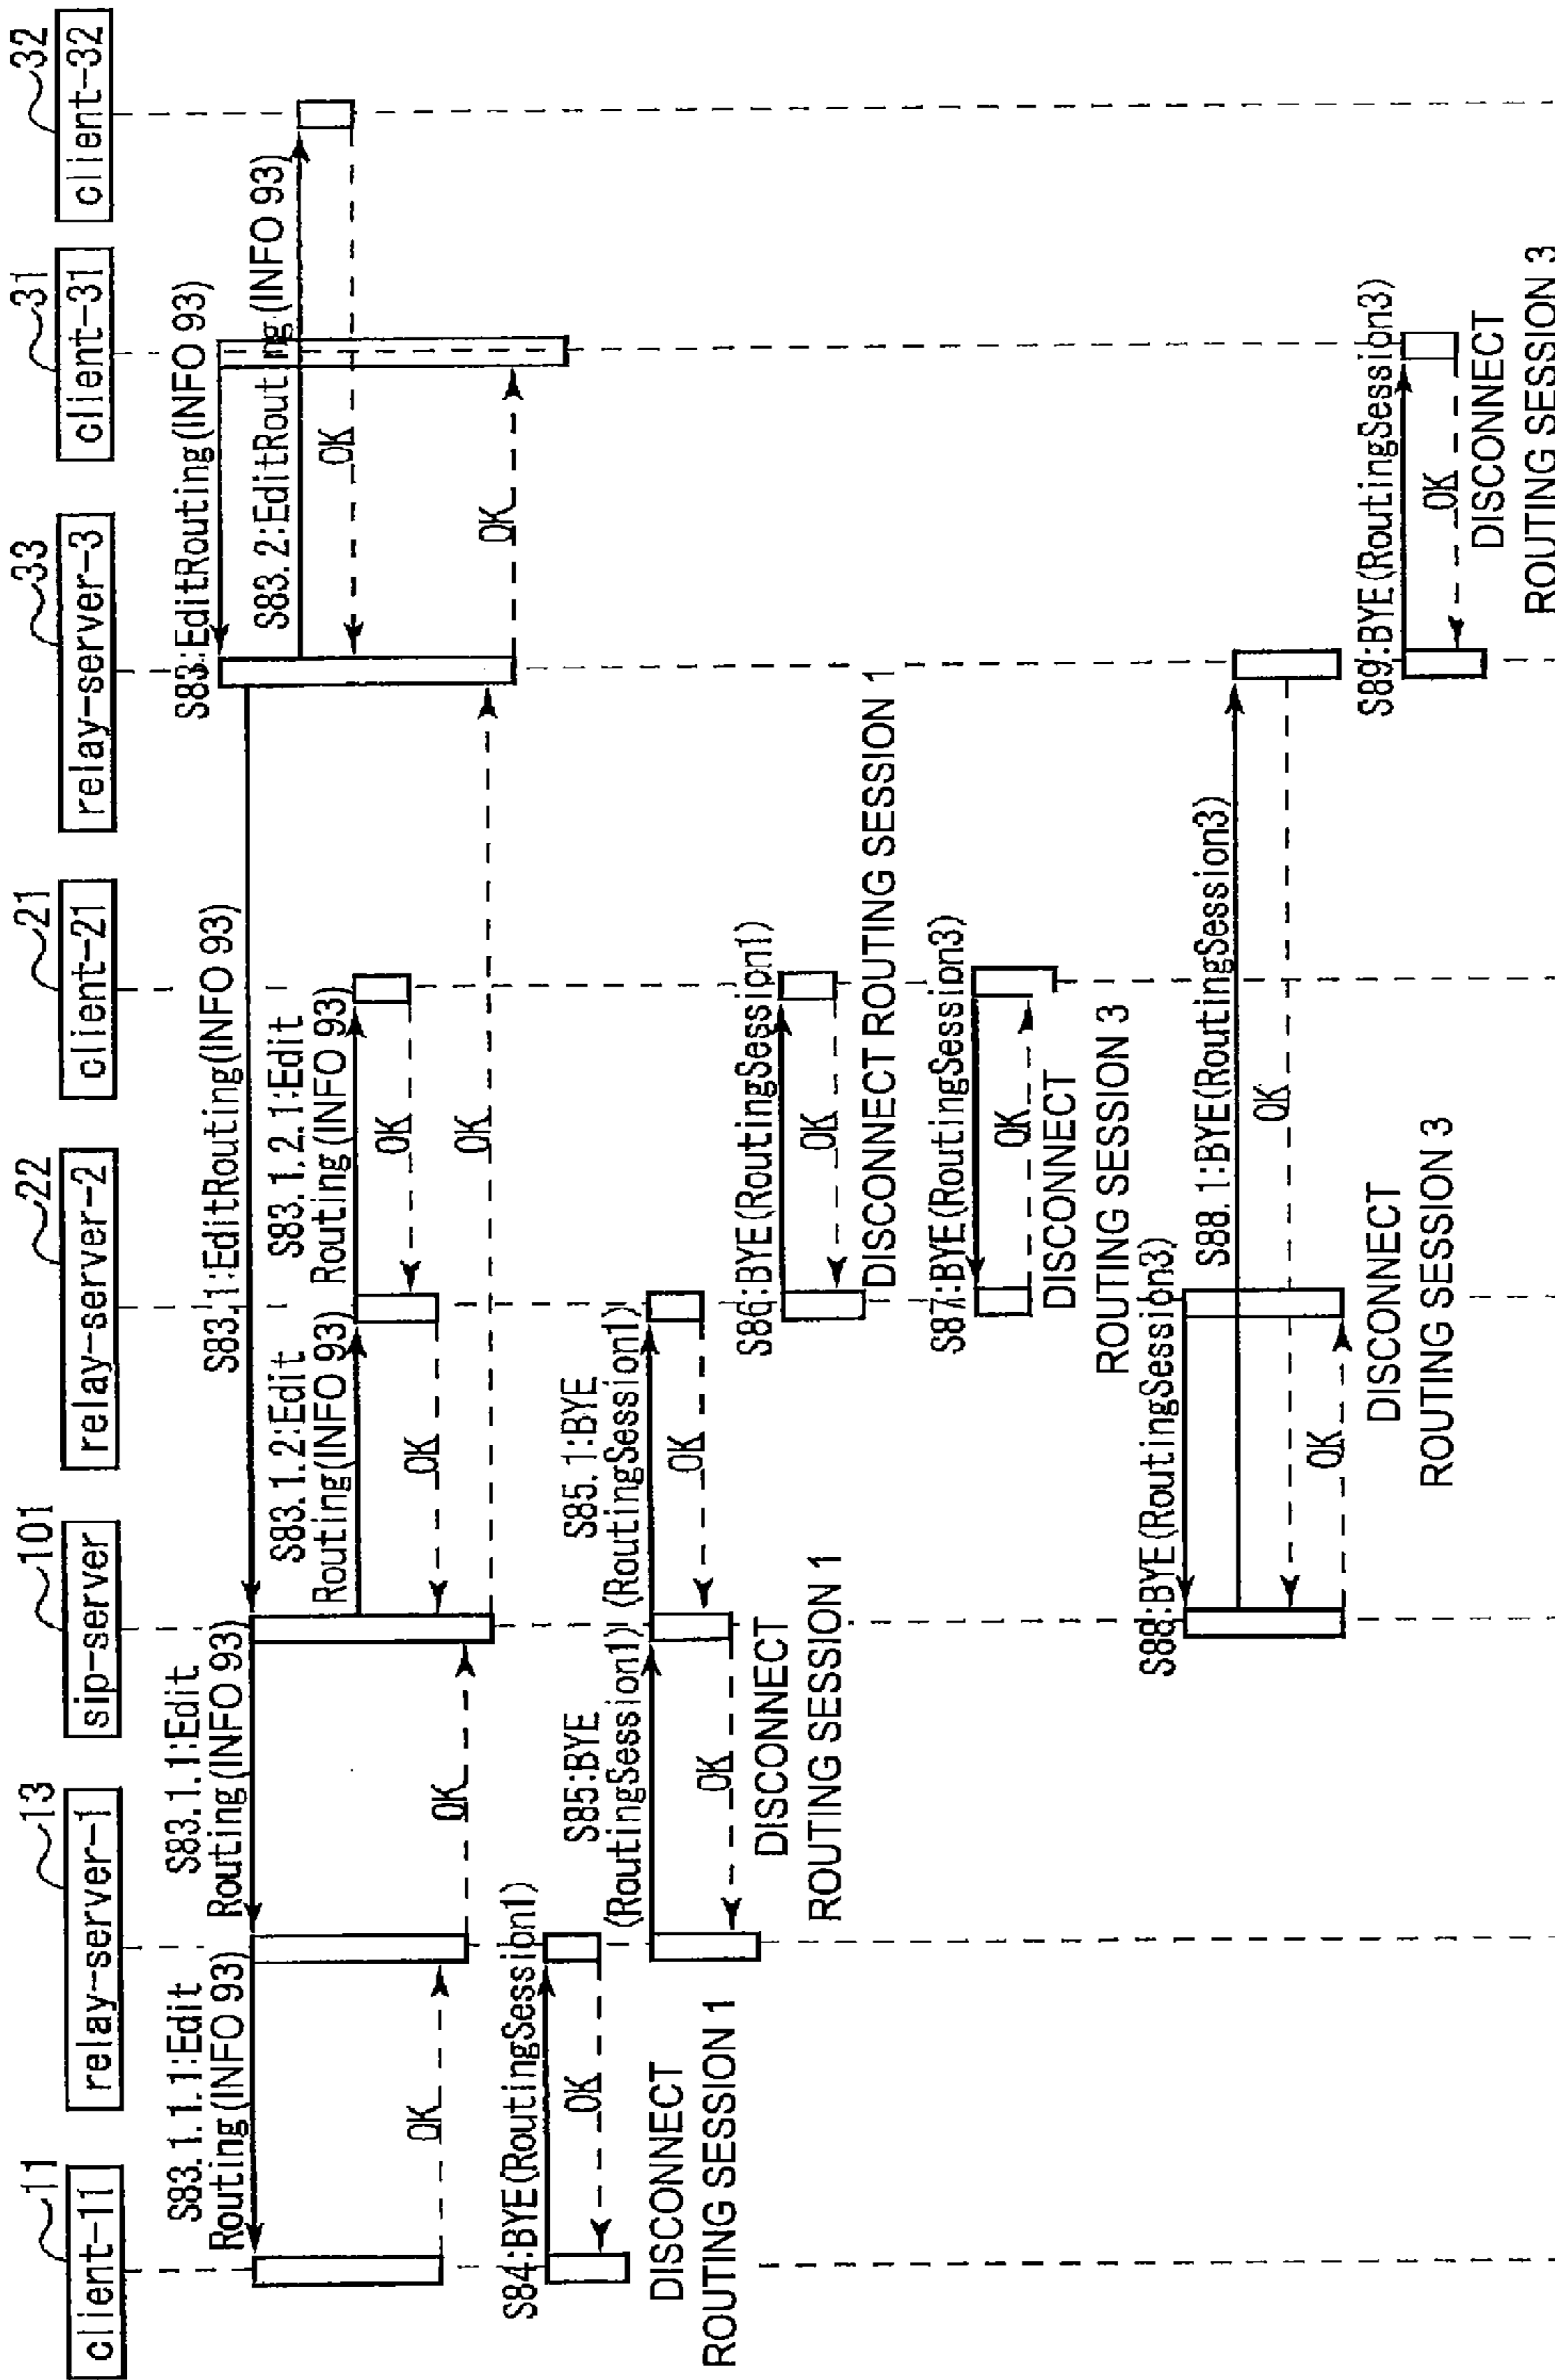 11
client-11
13
relay-server-1
101
sip-server
22
relay-server-2
21
client-21
33
relay-server-3
31
client-31
32
client-32
S83:EditRouting(INFO 93)
S83.2:EditRouting(INFO 93)
OK
OK
S83.1:EditRouting(INFO 93)
S83.1.1:Edit
Routing(INFO 93)
S83.1.1.1:Edit
Routing(INFO 93)
S83.1.2:Edit
Routing(INFO 93)
S83.1.2.1:Edit
Routing(INFO 93)
OK
OK
OK
OK
OK
S84:BYE(RoutingSession1)
OK
DISCONNECT
ROUTING SESSION 1
S85:BYE
(RoutingSession1)
S85.1:BYE
(RoutingSession1)
OK
OK
DISCONNECT
ROUTING SESSION 1
S86:BYE(RoutingSession1)
OK
DISCONNECT ROUTING SESSION 1
S87:BYE(RoutingSession3)
OK
DISCONNECT
ROUTING SESSION 3
S88:BYE(RoutingSession3)
S88.1:BYE(RoutingSession3)
OK
OK
DISCONNECT
ROUTING SESSION 3
S89:BYE(RoutingSession3)
OK
DISCONNECT
ROUTING SESSION 3